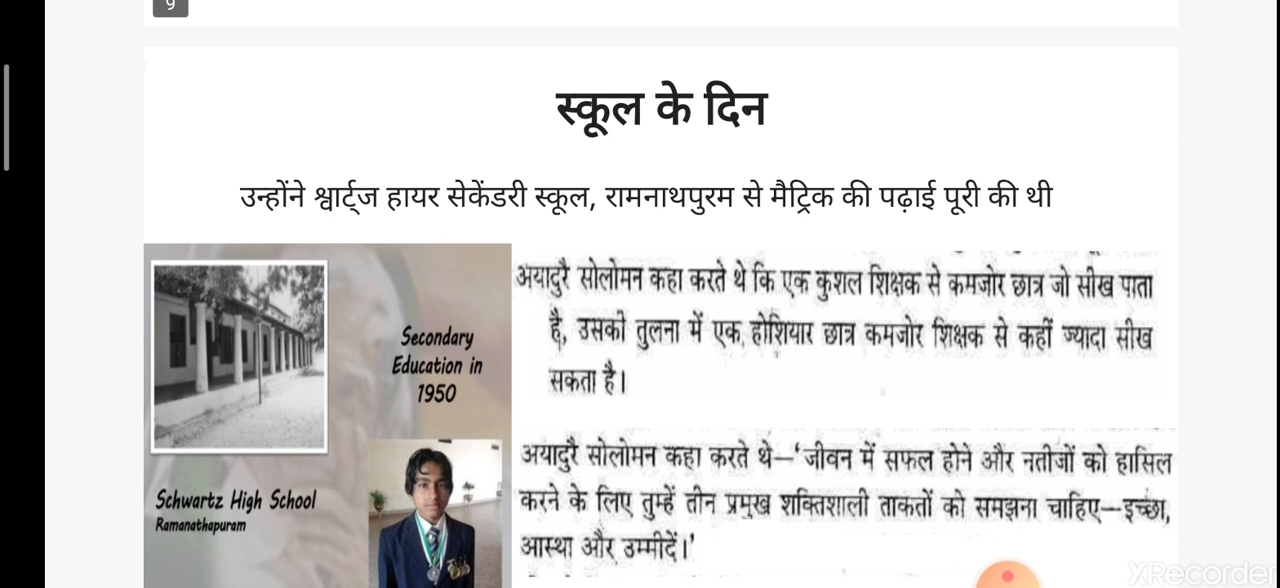 9
स्कूल के दिन
उन्होंने श्वार्ट्ज हायर सेकेंडरी स्कूल, रामनाथपुरम से मैट्रिक की पढ़ाई पूरी की थी
Secondary
Education in
1950
Schwartz High School
Ramanathapuram
अयादुरै सोलोमन कहा करते थे कि एक कुशल शिक्षक से कमजोर छात्र जो सीख पाता
है, उसकी तुलना में एक होशियार छात्र कमजोर शिक्षक से कहीं ज्यादा सीख
सकता है।
अयादुरै सोलोमन कहा करते थे—‘जीवन में सफल होने और नतीजों को हासिल
करने के लिए तुम्हें तीन प्रमुख शक्तिशाली ताकतों को समझना चाहिए—इच्छा,
आस्था और उम्मीदें।’
XRecorder